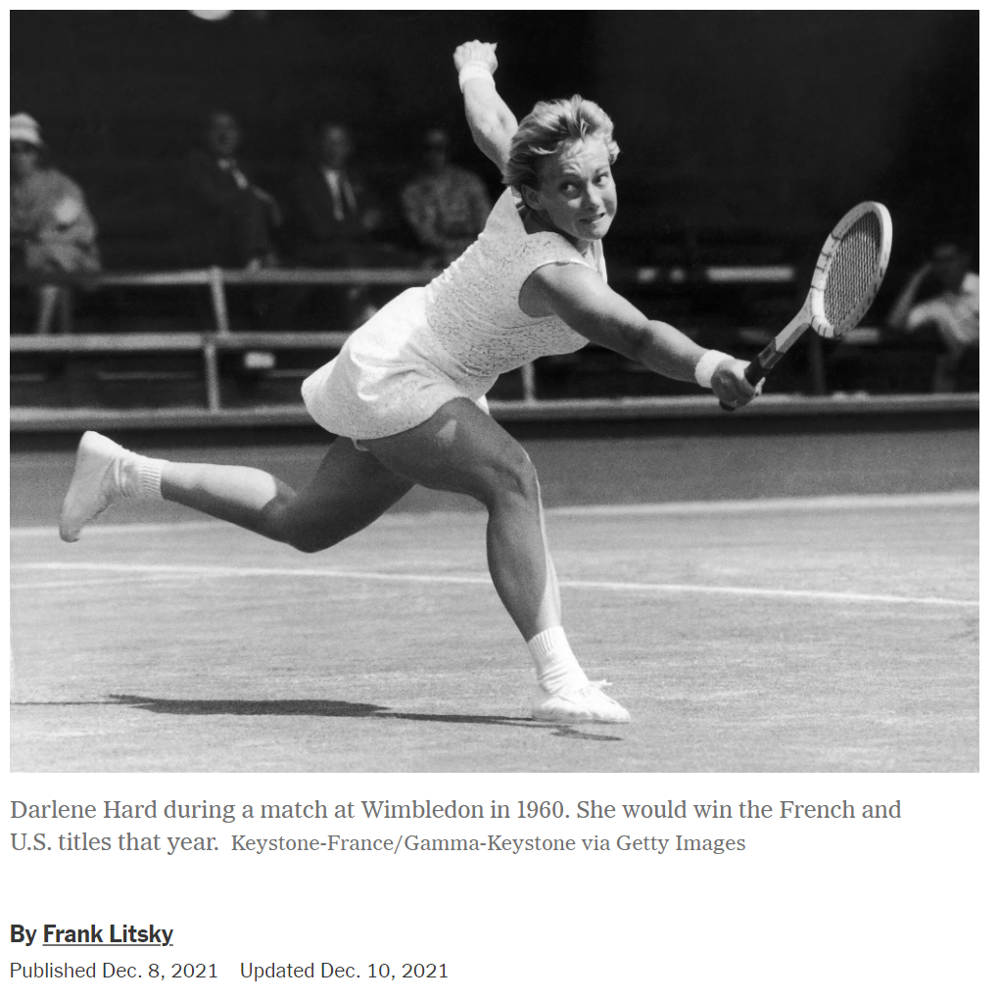 Darlene Hard during a match at Wimbledon in 1960. She would win the French and
U.S. titles that year. Keystone-France/Gamma-Keystone via Getty Images
By Frank Litsky
Published Dec. 8, 2021 Updated Dec. 10, 2021